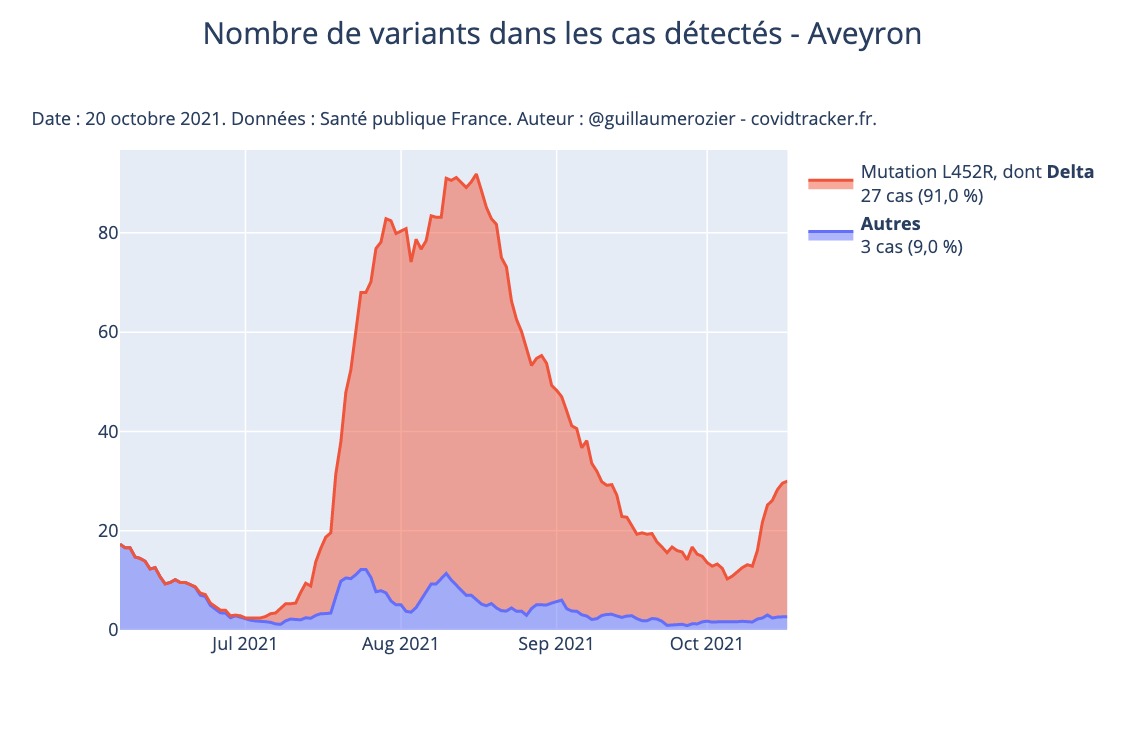 Nombre de variants dans les cas détectés - Aveyron
Date : 20 octobre 2021. Données : Santé publique France. Auteur : @guillaumerozier - covidtracker.fr.
Mutation L452R, dont Delta
27 cas (91,0 %)
Autres
3 cas (9,0 %)
80
60
40
20
0
Jul 2021
Aug 2021
Sep 2021
Oct 2021